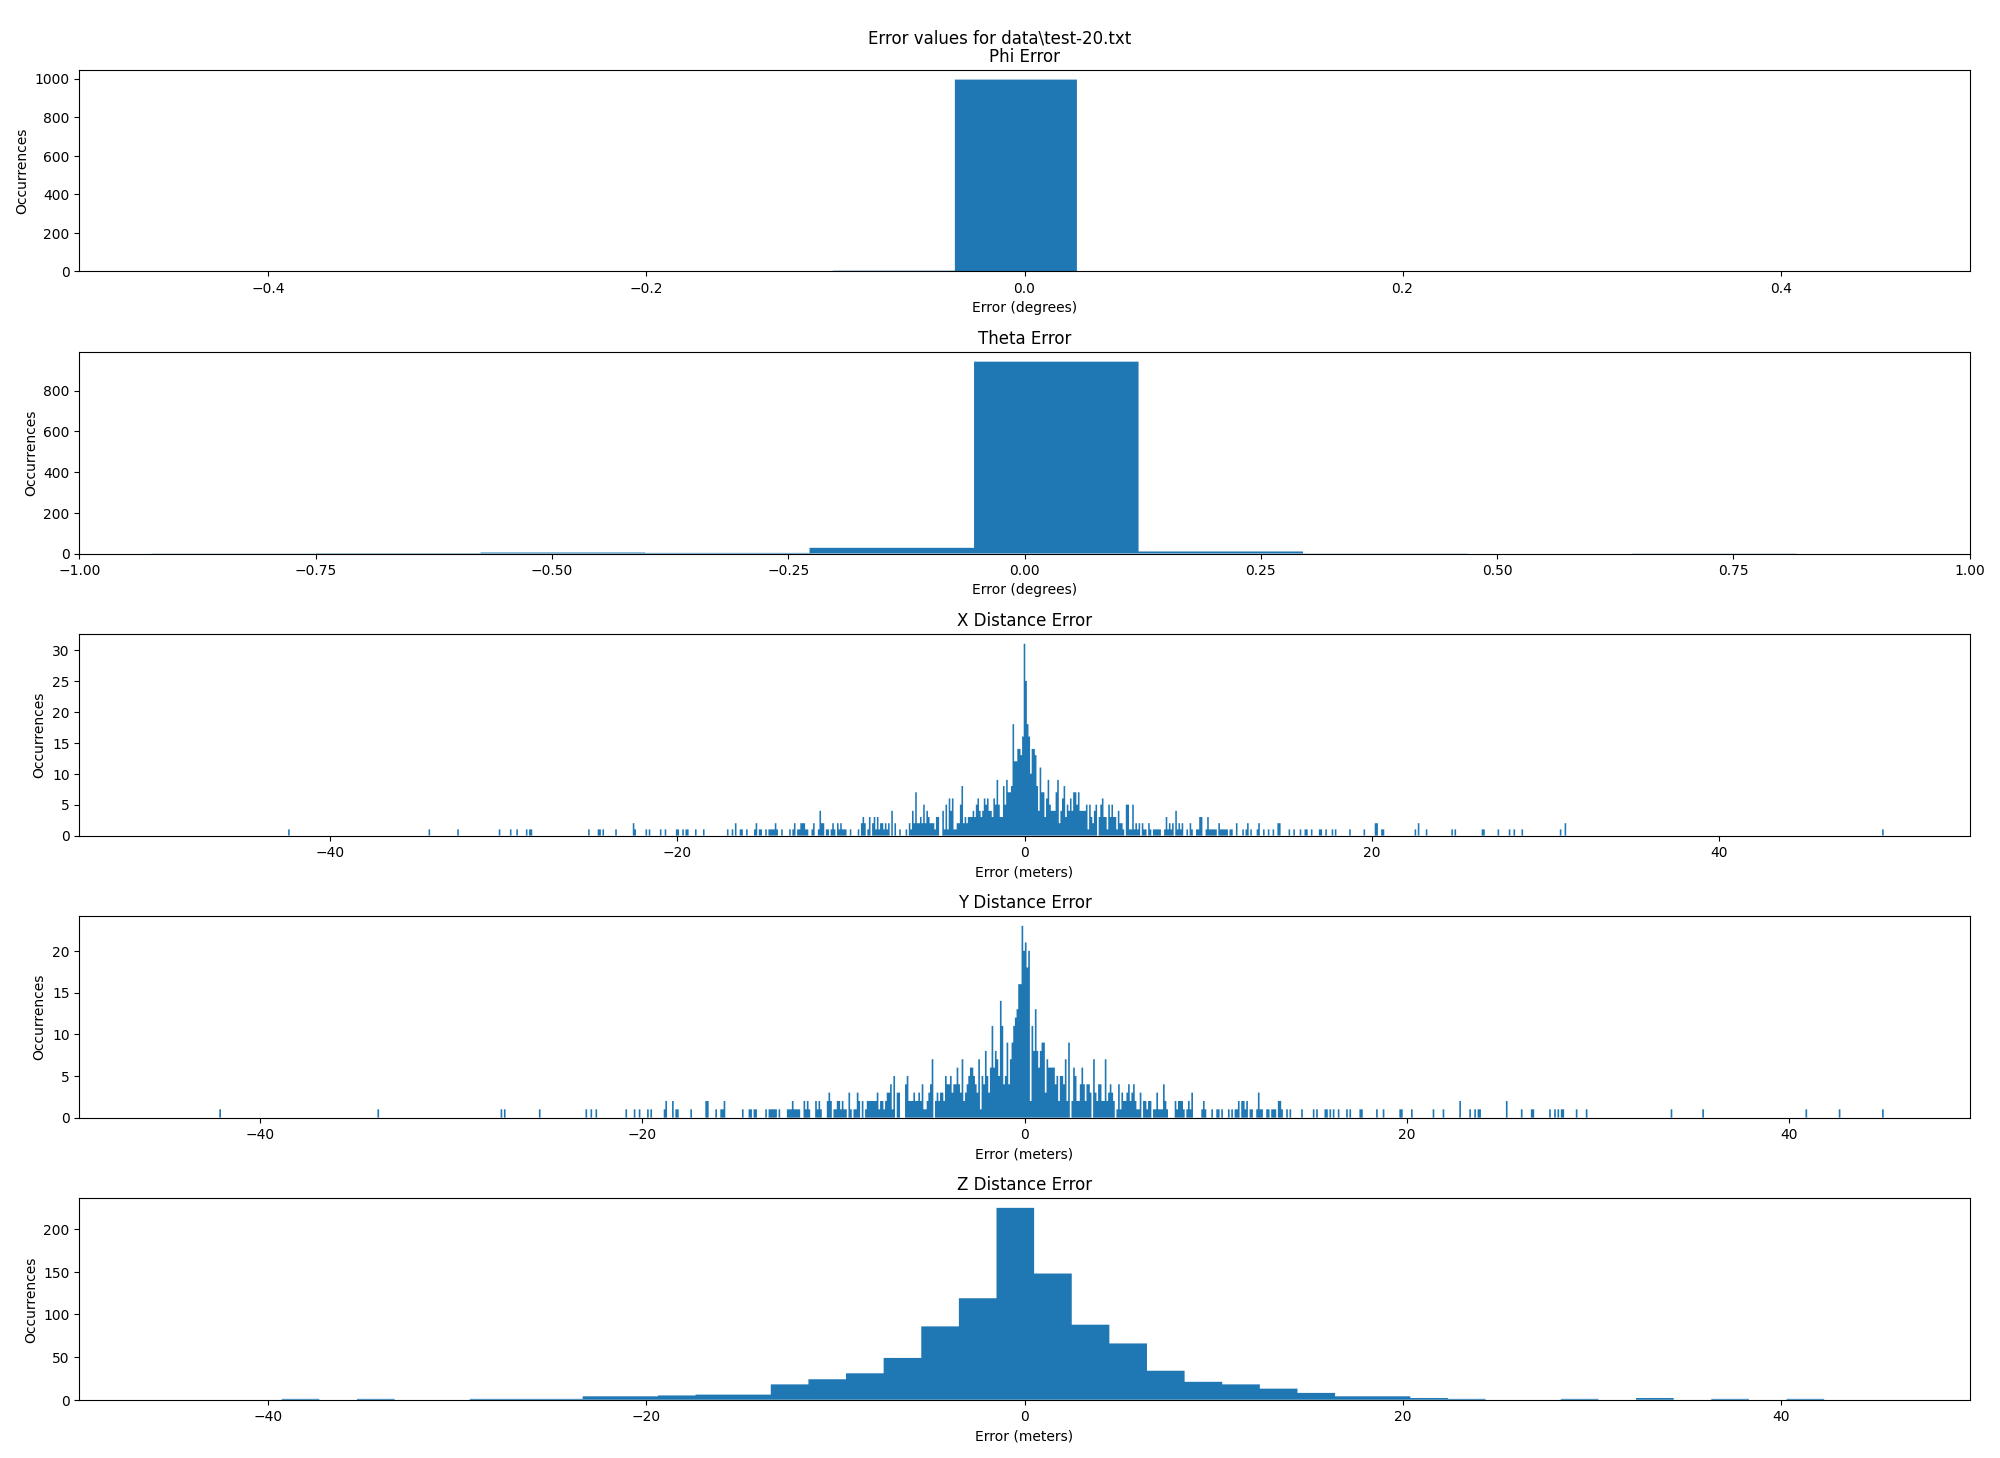 Error values for data\test-20.txt
Phi Error
1000
800
600
400
200
0
Occurrences
−0.4 −0.2 0.0 0.2 0.4
Error (degrees)
Theta Error
800
600
400
200
0
Occurrences
−1.00 −0.75 −0.50 −0.25 0.00 0.25 0.50 0.75 1.00
Error (degrees)
X Distance Error
30
25
20
15
10
5
0
Occurrences
−40 −20 0 20 40
Error (meters)
Y Distance Error
20
15
10
5
0
Occurrences
−40 −20 0 20 40
Error (meters)
Z Distance Error
200
150
100
50
0
Occurrences
−40 −20 0 20 40
Error (meters)